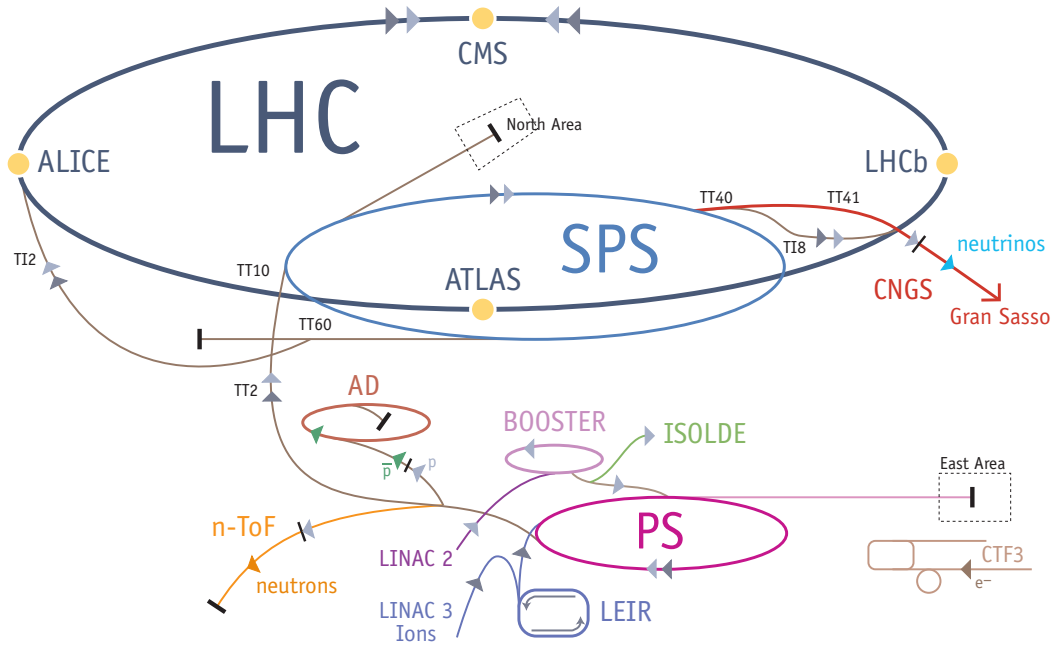 CMS
LHC
North Area
ALICE
LHCb
TT40
TT41
SPS
TI8
neutrinos
TI2
TT10
ATLAS
CNGS
Gran Sasso
TT60
TT2
AD
BOOSTER
ISOLDE
p̅
p
East Area
n-ToF
PS
LINAC 2
CTF3
neutrons
e⁻
LINAC 3
Ions
LEIR